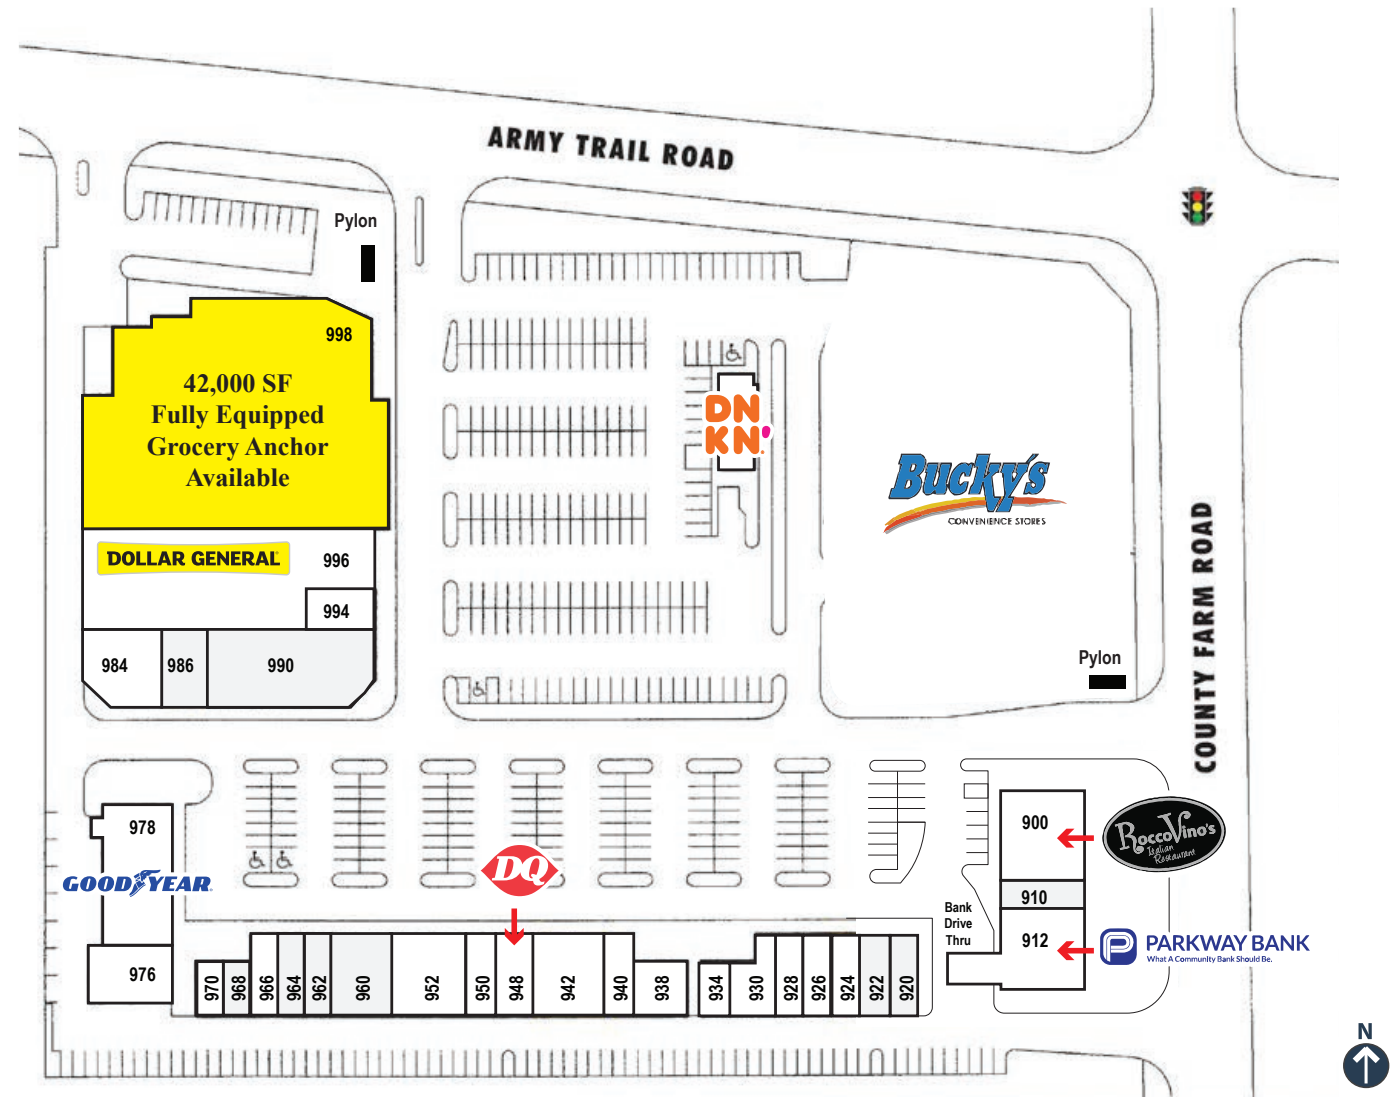 ARMY TRAIL ROAD
Pylon
998
42,000 SF
Fully Equipped
Grocery Anchor
Available
DN
KN'
Bucky's
CONVENIENCE STORES
COUNTY FARM ROAD
DOLLAR GENERAL
996
994
984
986
990
Pylon
978
GOODYEAR
976
DQ
900
RoccoVino's
Italian
Restaurant
910
Bank
Drive
Thru
912
PARKWAY BANK
What A Community Bank Should Be.
970
968
966
964
962
960
952
950
948
942
940
938
934
930
928
926
924
922
920
N